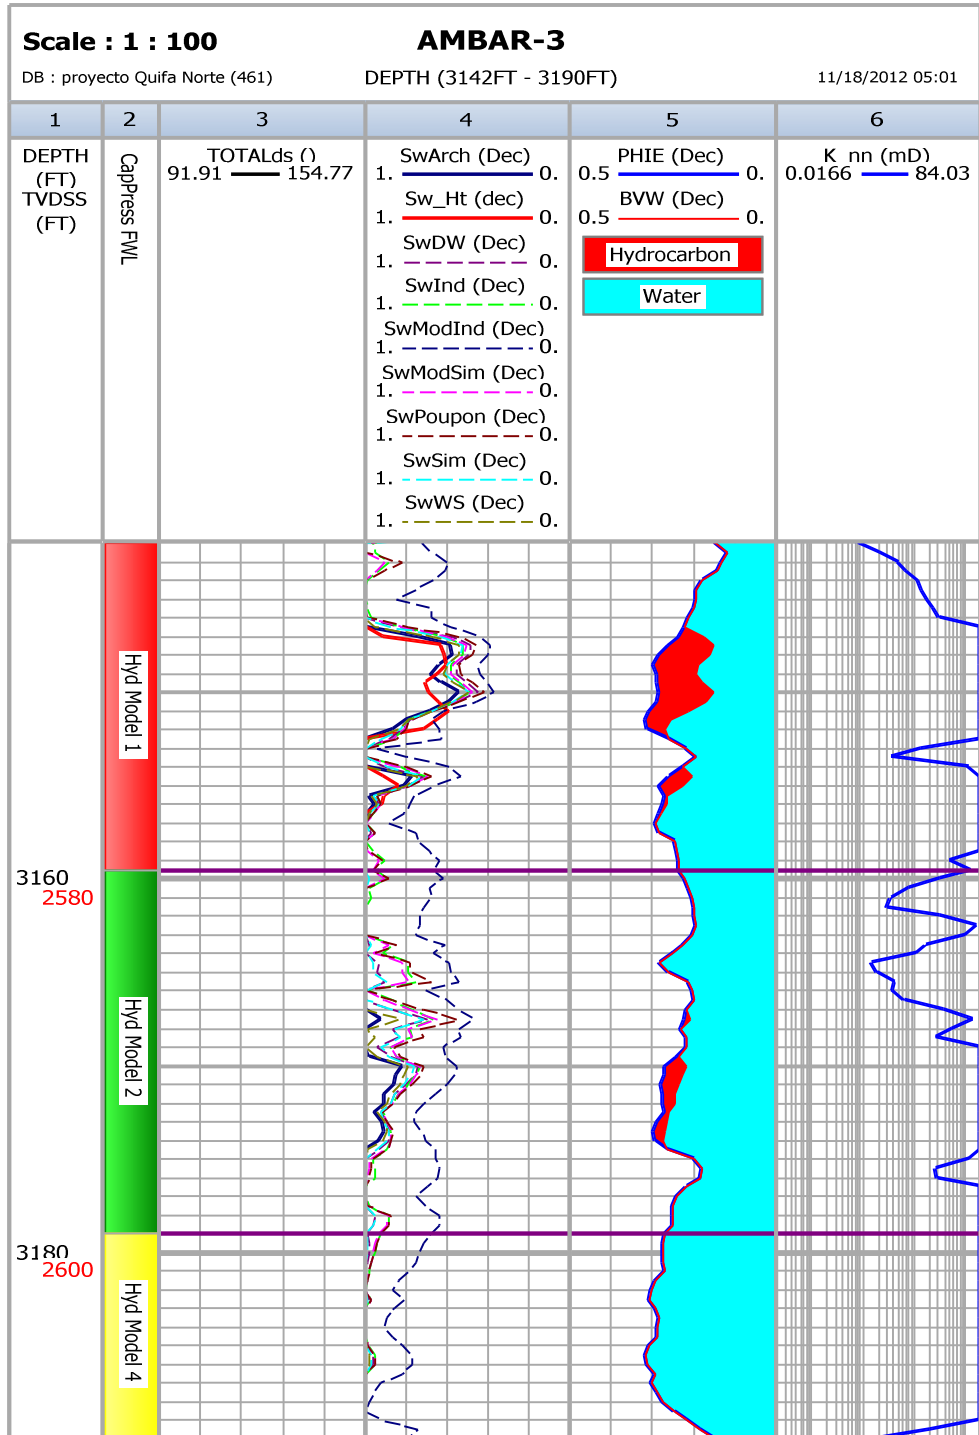 Scale : 1 : 100
AMBAR-3
DB : proyecto Quifa Norte (461)
DEPTH (3142FT - 3190FT)
11/18/2012 05:01
1
2
3
4
5
6
DEPTH
(FT)
TVDSS
(FT)
CapPress FWL
TOTALds ()
91.91
154.77
SwArch (Dec)
1.
0.
Sw_Ht (dec)
1.
0.
SwDW (Dec)
1.
0.
SwInd (Dec)
1.
0.
SwModInd (Dec)
1.
0.
SwModSim (Dec)
1.
0.
SwPoupon (Dec)
1.
0.
SwSim (Dec)
1.
0.
SwWS (Dec)
1.
0.
PHIE (Dec)
0.5
0.
BVW (Dec)
0.5
0.
Hydrocarbon
Water
K_nn (mD)
0.0166
84.03
Hyd Model 1
3160
2580
Hyd Model 2
3180
2600
Hyd Model 4